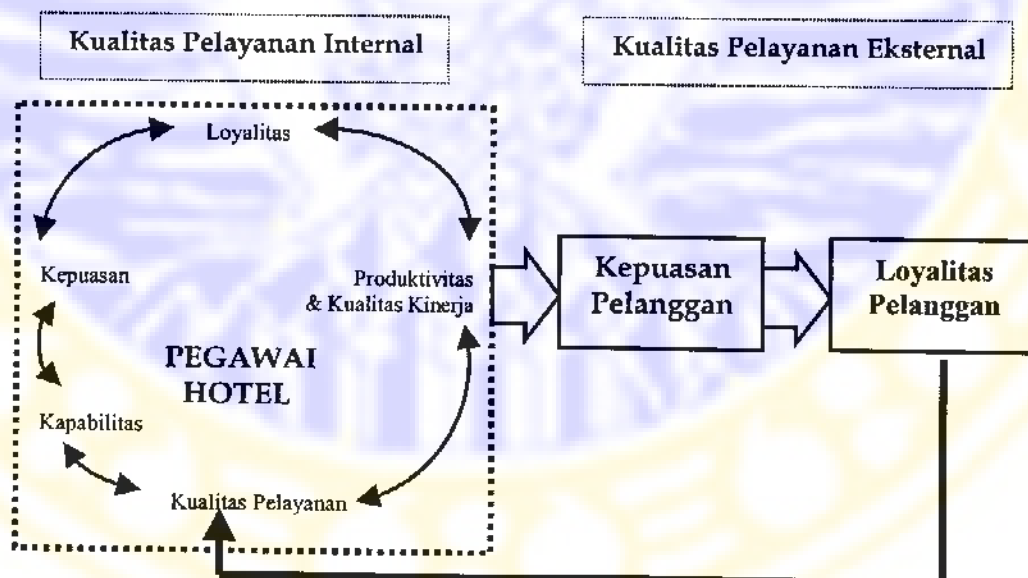 Kualitas Pelayanan Internal
Kualitas Pelayanan Eksternal
Loyalitas
Kepuasan
Produktivitas
& Kualitas Kinerja
PEGAWAI
HOTEL
Kapabilitas
Kualitas Pelayanan
Kepuasan
Pelanggan
Loyalitas
Pelanggan